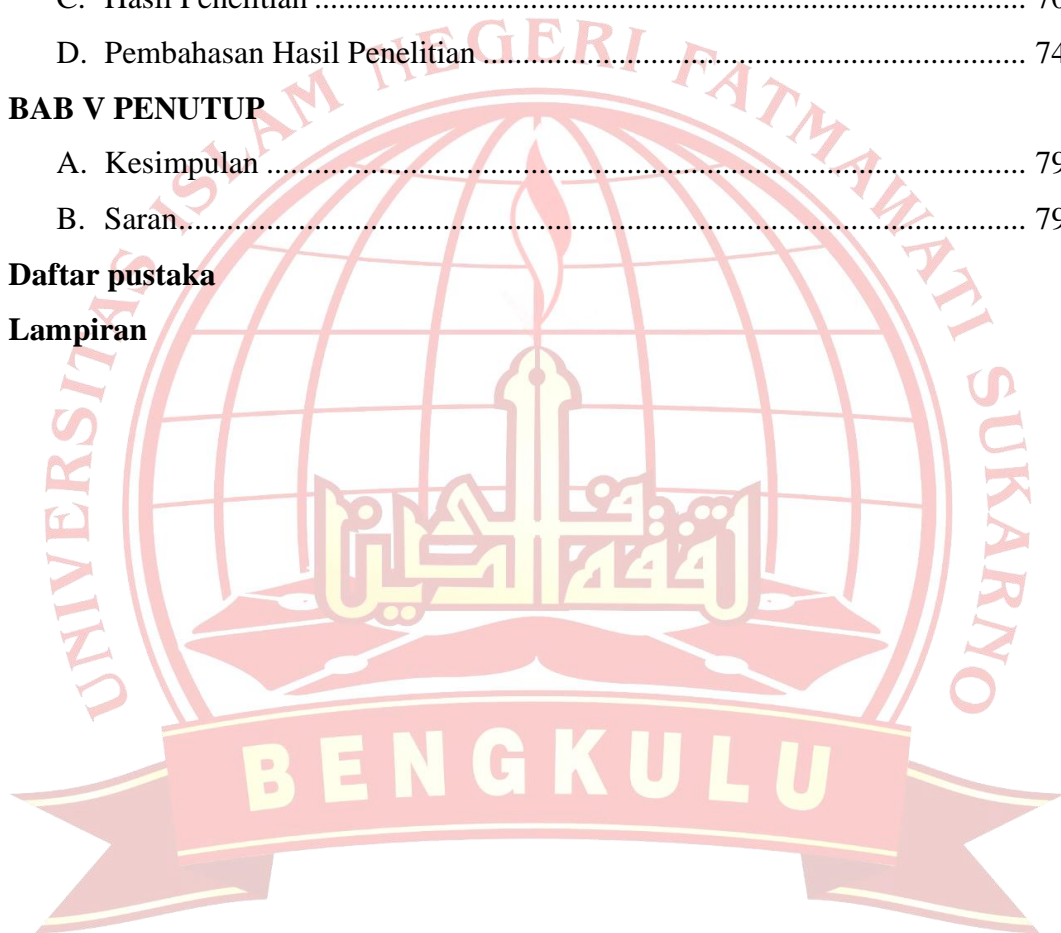 C. Hasil Penelitian ........................................................................................
D. Pembahasan Hasil Penelitian .................................................................... 74
BAB V PENUTUP
A. Kesimpulan ............................................................................................... 79
B. Saran.......................................................................................................... 79
Daftar pustaka
Lampiran
UNIVERSITAS ISLAM NEGERI FATMAWATI SUKARNO
BENGKULU